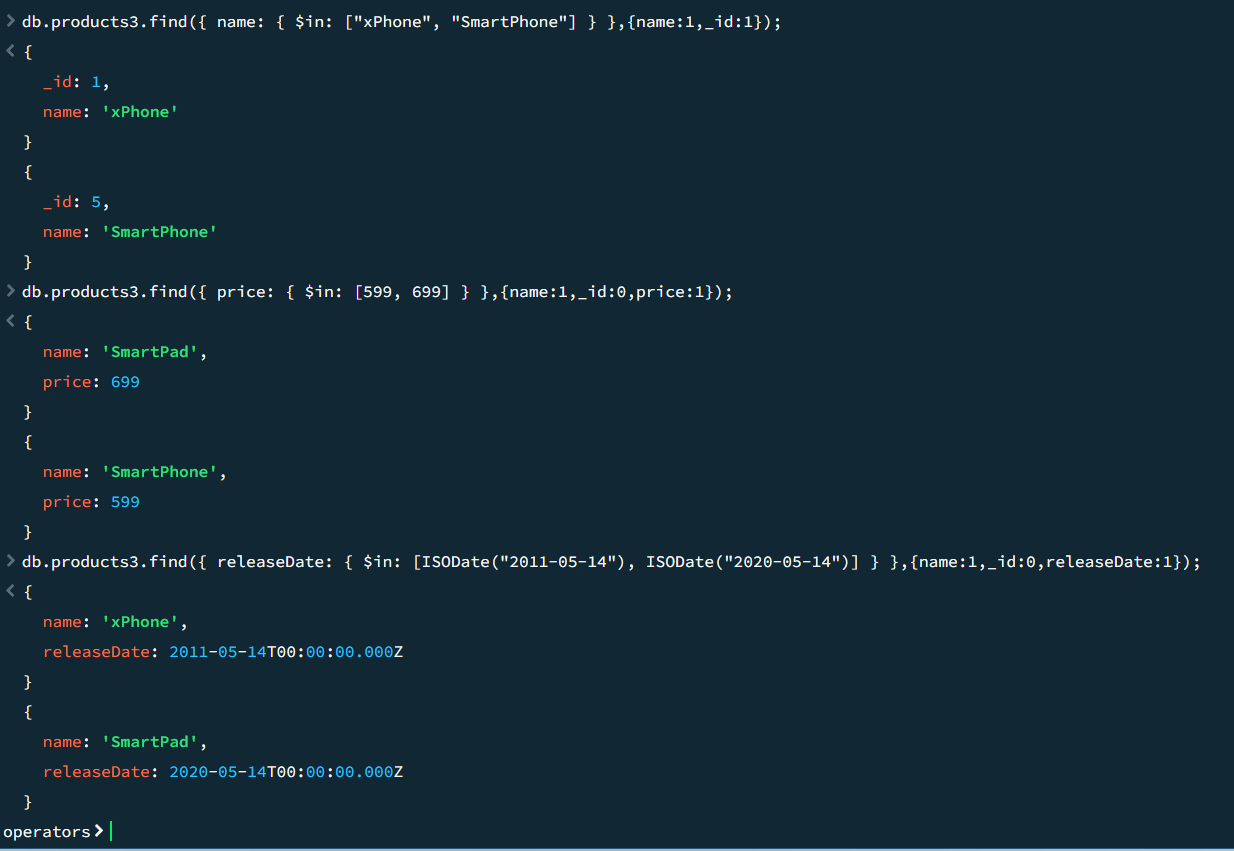 > db.products3.find({ name: { $in: ["xPhone", "SmartPhone"] } },{name:1,_id:1});
< {
_id: 1,
name: 'xPhone'
}
{
_id: 5,
name: 'SmartPhone'
}
> db.products3.find({ price: { $in: [599, 699] } },{name:1,_id:0,price:1});
< {
name: 'SmartPad',
price: 699
}
{
name: 'SmartPhone',
price: 599
}
> db.products3.find({ releaseDate: { $in: [ISODate("2011-05-14"), ISODate("2020-05-14")] } },{name:1,_id:0,releaseDate:1});
< {
name: 'xPhone',
releaseDate: 2011-05-14T00:00:00.000Z
}
{
name: 'SmartPad',
releaseDate: 2020-05-14T00:00:00.000Z
}
operators>